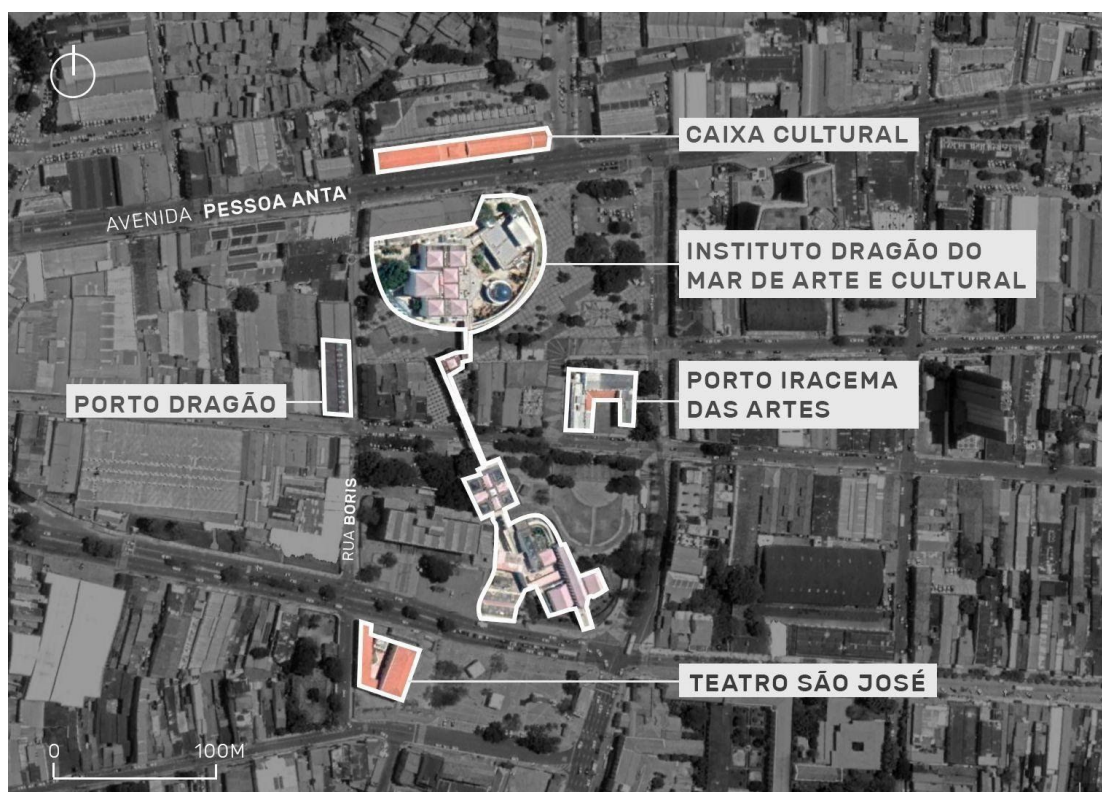 CAIXA CULTURAL
AVENIDA PESSOA ANTA
INSTITUTO DRAGÃO DO
MAR DE ARTE E CULTURAL
PORTO DRAGÃO
PORTO IRACEMA
DAS ARTES
RUA BORIS
TEATRO SÃO JOSÉ
0 100M